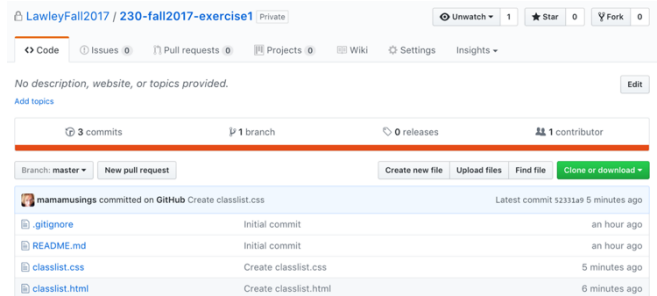 LawleyFall2017 / 230-fall2017-exercise1 Private Unwatch 1 Star 0 Fork 0
Code Issues 0 Pull requests 0 Projects 0 Wiki Settings Insights
No description, website, or topics provided. Edit
Add topics
3 commits 1 branch 0 releases 1 contributor
Branch: master New pull request Create new file Upload files Find file Clone or download
mamamusings committed on GitHub Create classlist.css Latest commit 52331a9 5 minutes ago
.gitignore Initial commit an hour ago
README.md Initial commit an hour ago
classlist.css Create classlist.css 5 minutes ago
classlist.html Create classlist.html 6 minutes ago